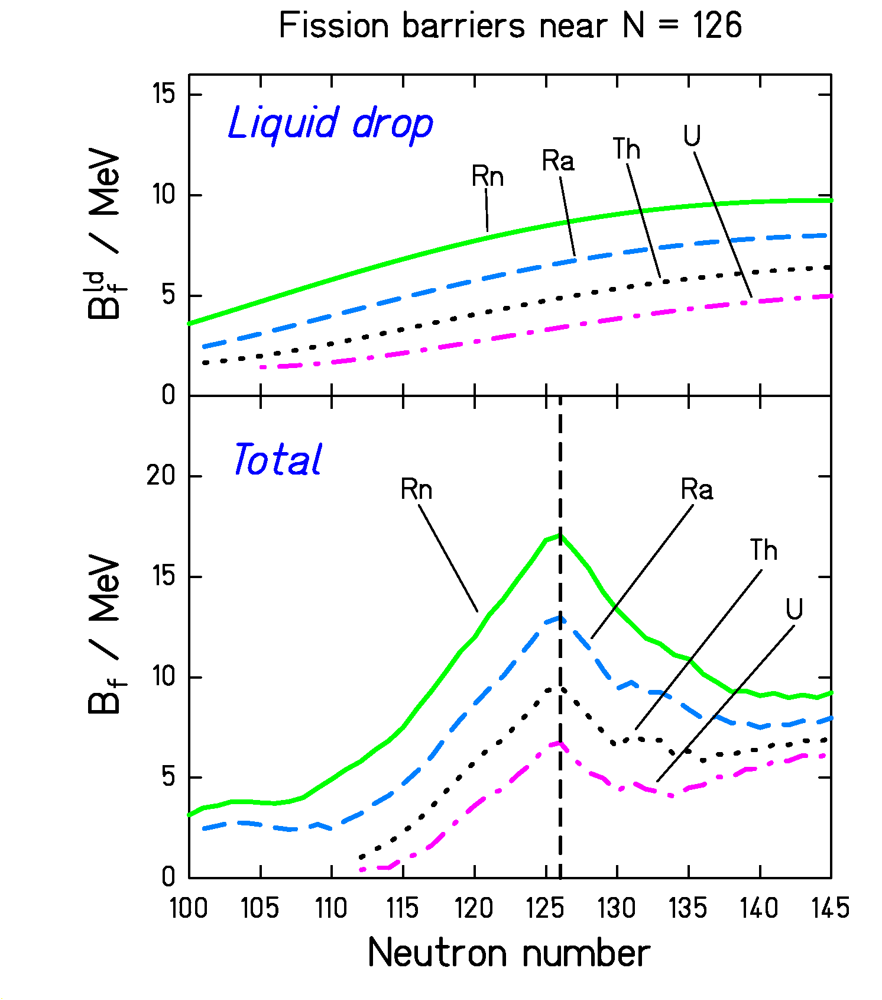 Fission barriers near N = 126
15
Liquid drop
U
Th
Ra
Rn
10
B_f^ld / MeV
5
0
Total
20
Rn
Ra
Th
15
U
B_f / MeV
10
5
0
100 105 110 115 120 125 130 135 140 145
Neutron number